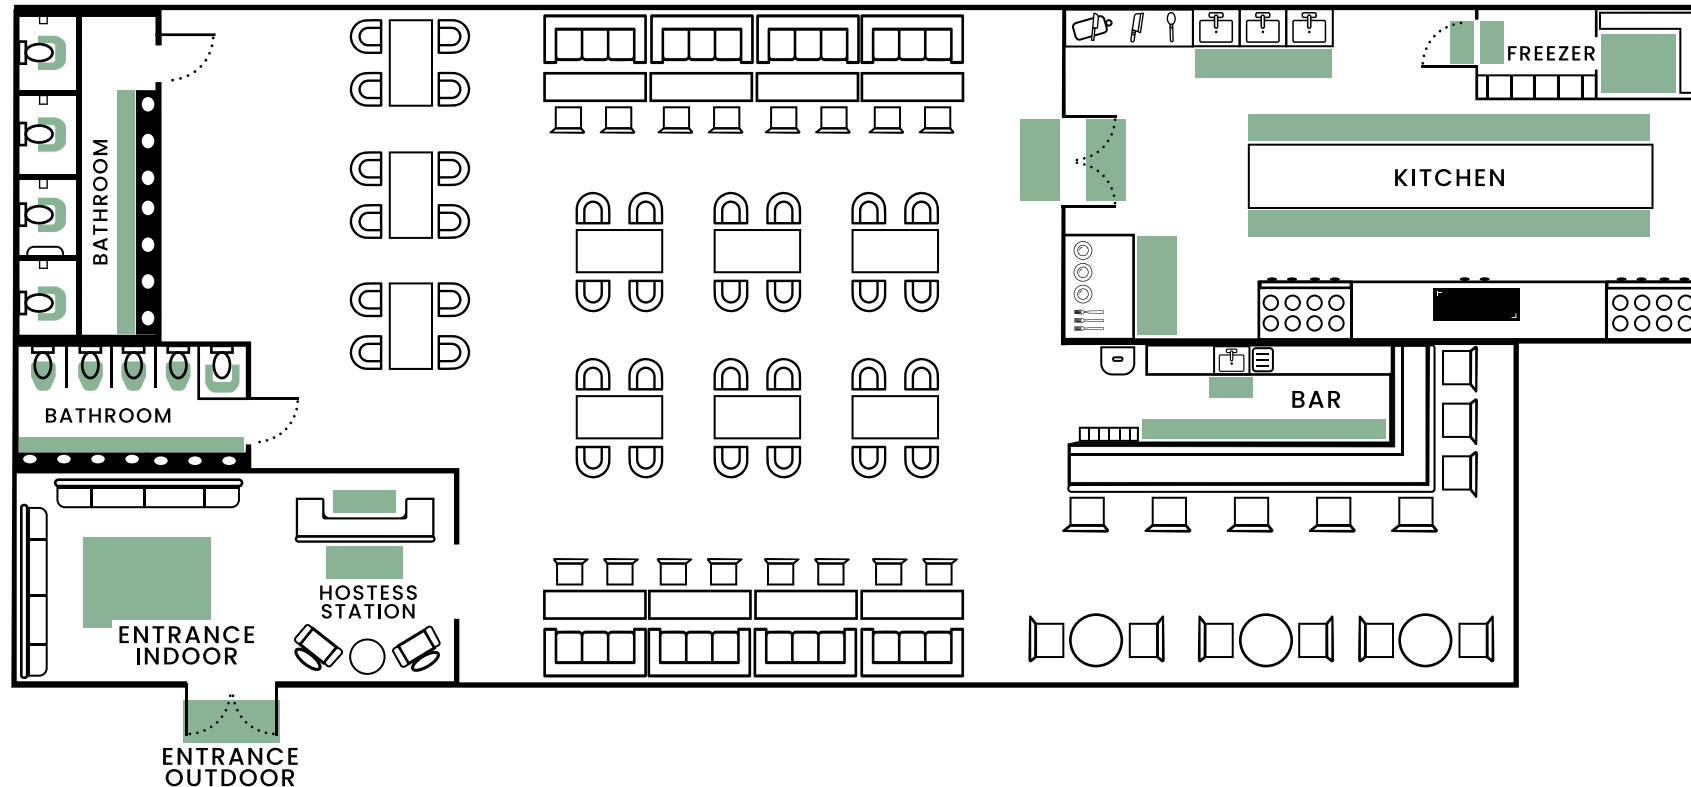 FREEZER
KITCHEN
BATHROOM
BAR
BATHROOM
HOSTESS
STATION
ENTRANCE
INDOOR
ENTRANCE
OUTDOOR